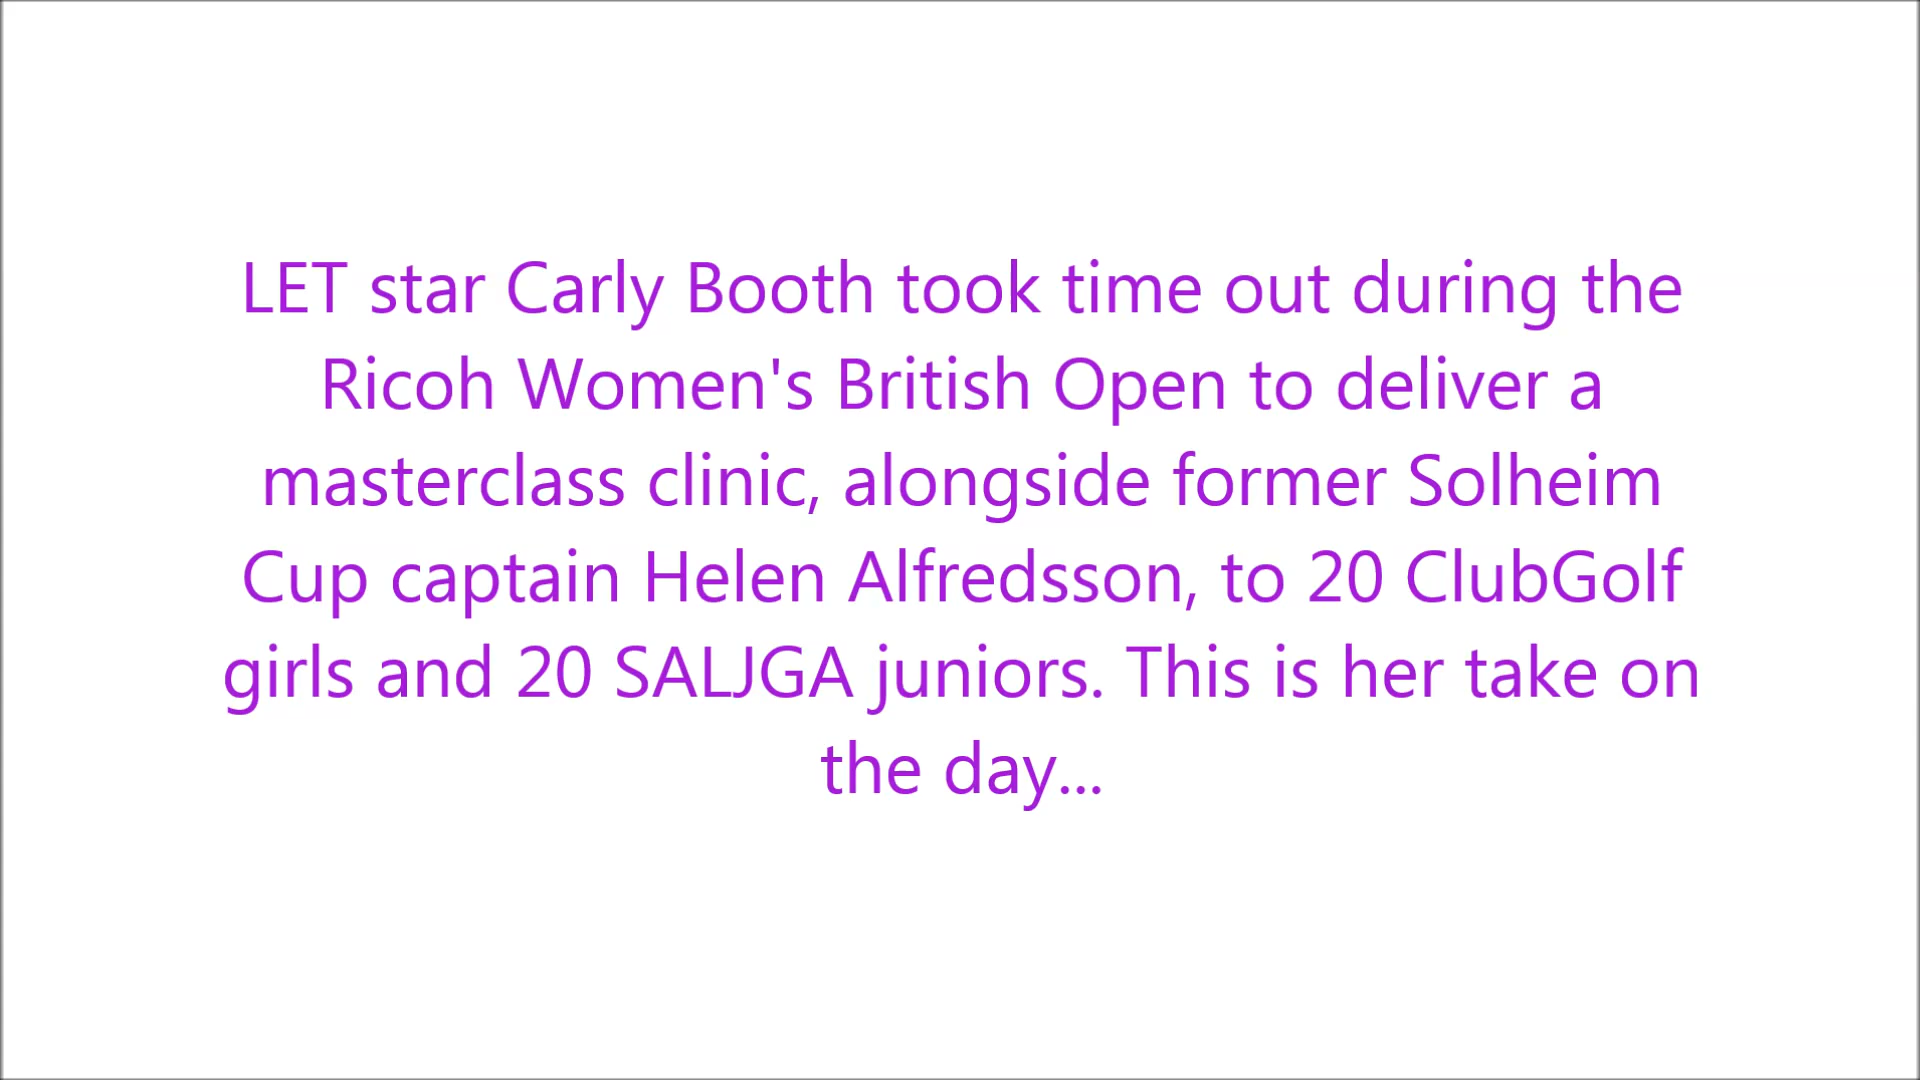 LET star Carly Booth took time out during the
Ricoh Women's British Open to deliver a
masterclass clinic, alongside former Solheim
Cup captain Helen Alfredsson, to 20 ClubGolf
girls and 20 SALJGA juniors. This is her take on
the day...